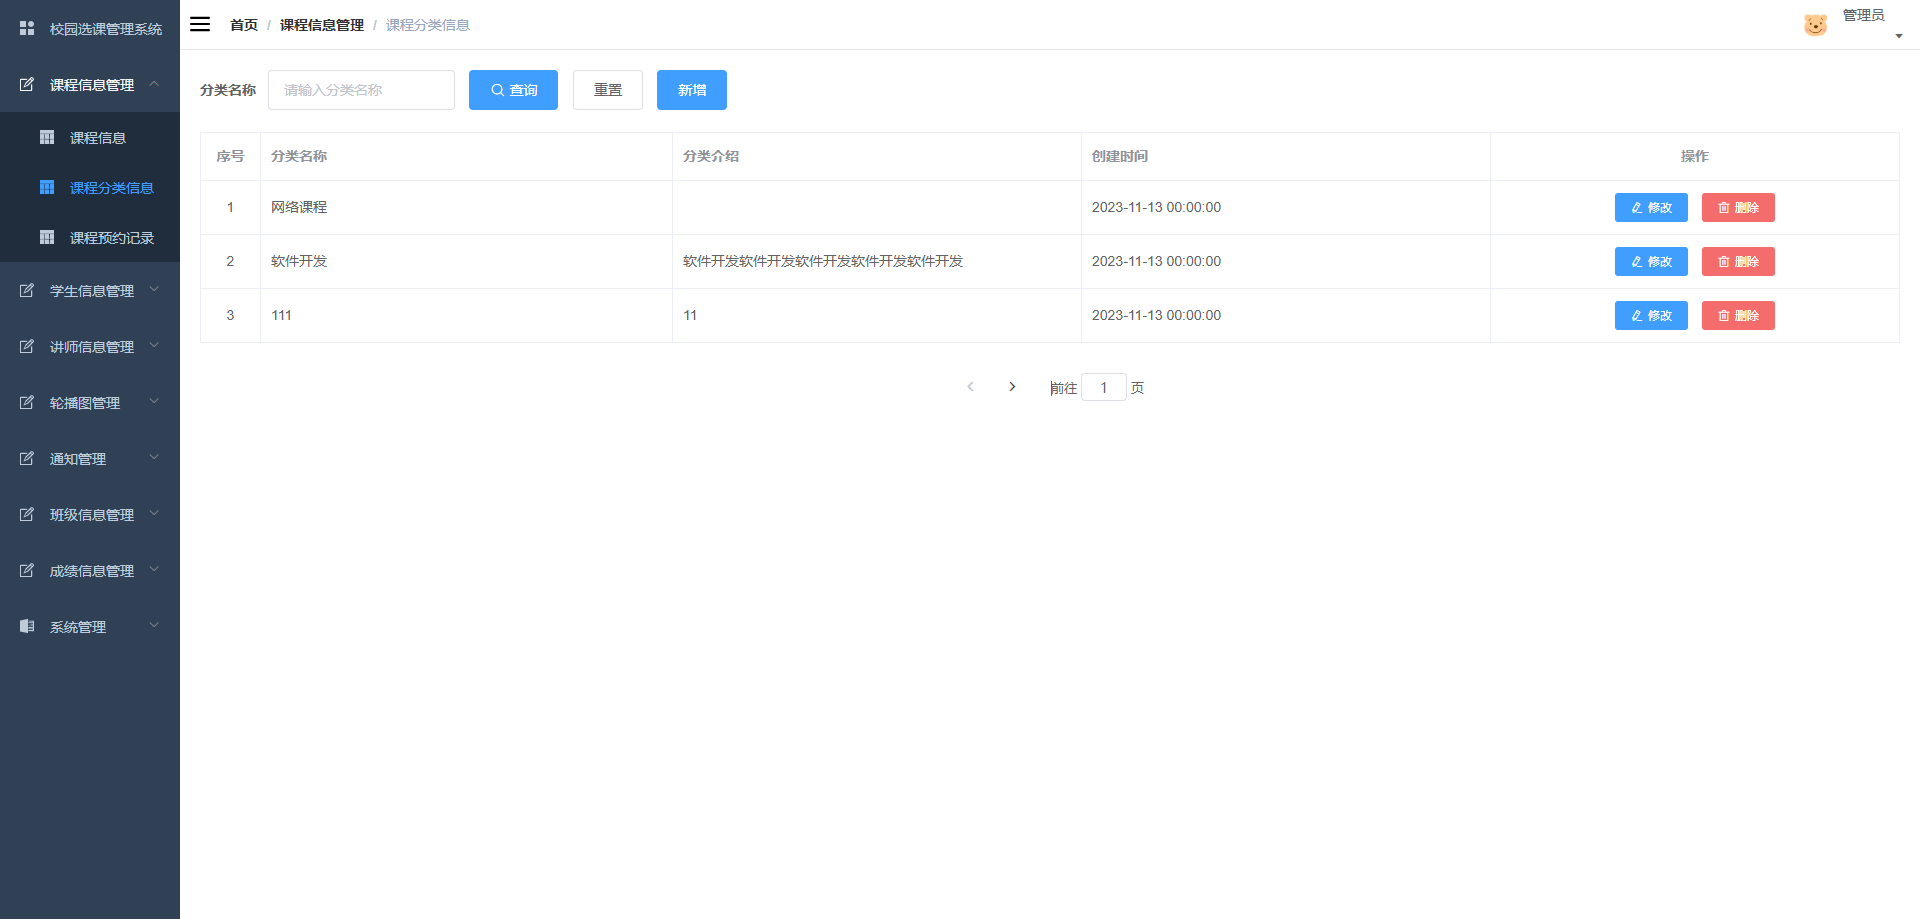 校园选课管理系统
课程信息管理
课程信息
课程分类信息
课程预约记录
学生信息管理
讲师信息管理
轮播图管理
通知管理
班级信息管理
成绩信息管理
系统管理
首页 / 课程信息管理 / 课程分类信息
管理员
分类名称 请输入分类名称 查询 重置 新增
序号 分类名称 分类介绍 创建时间 操作
1 网络课程 2023-11-13 00:00:00 修改 删除
2 软件开发 软件开发软件开发软件开发软件开发软件开发 2023-11-13 00:00:00 修改 删除
3 111 11 2023-11-13 00:00:00 修改 删除
前往 1 页